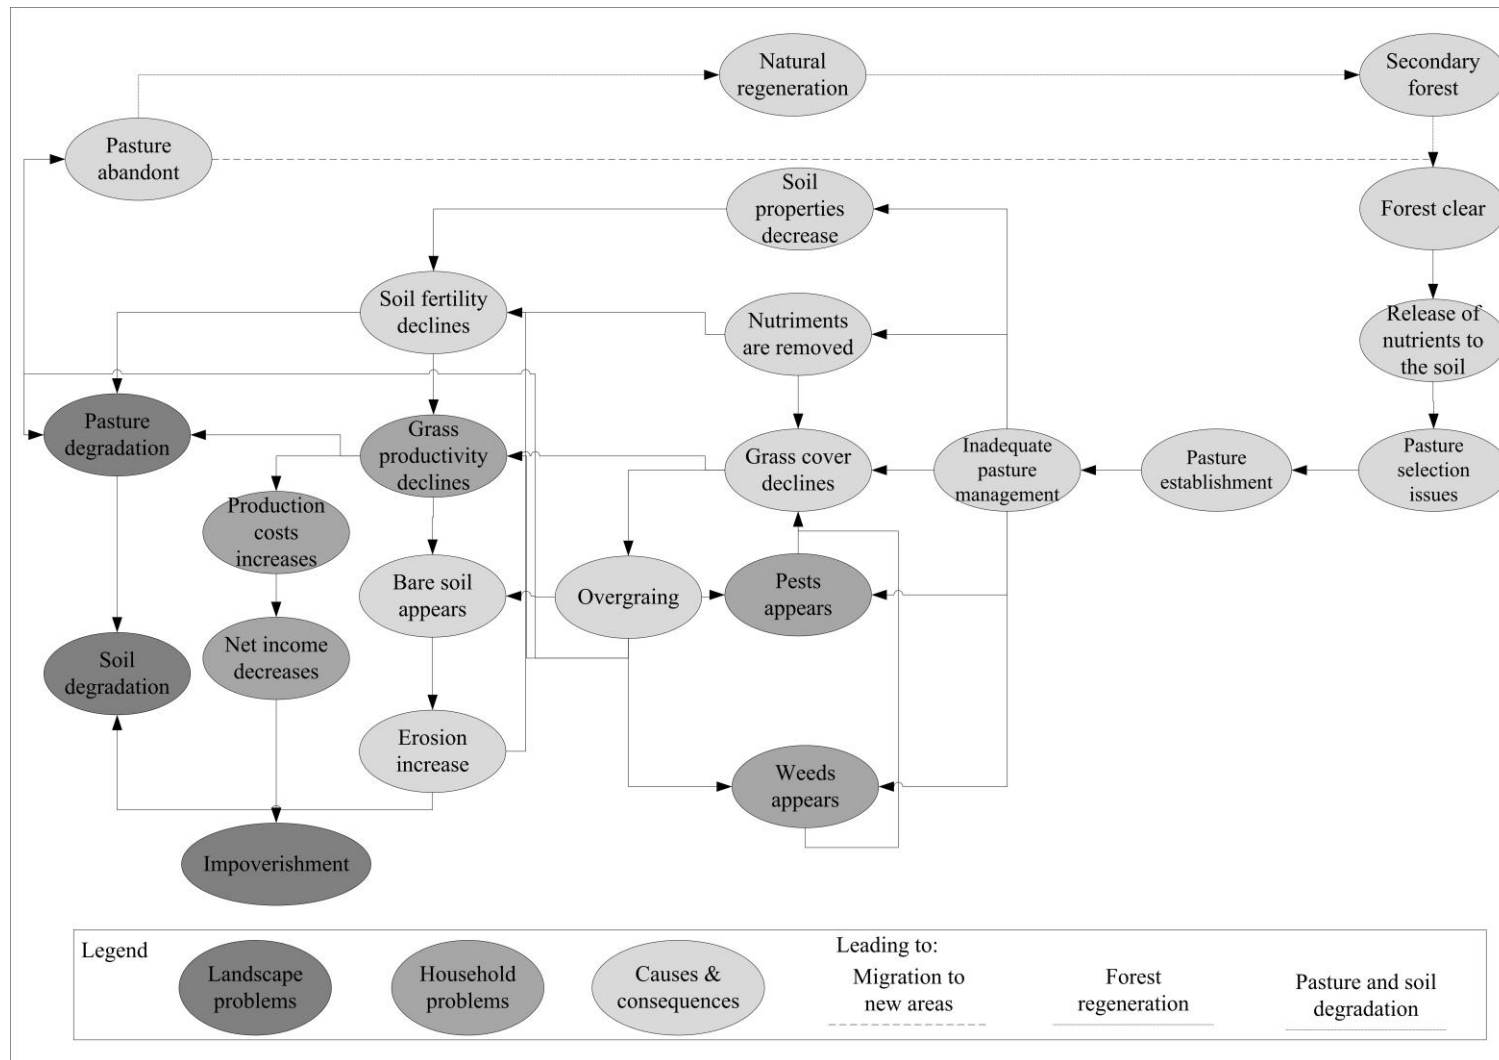 Natural
regeneration
Secondary
forest
Pasture
abandont
Soil
properties
decrease
Forest clear
Soil fertility
declines
Nutriments
are removed
Release of
nutrients to
the soil
Pasture
degradation
Grass
productivity
declines
Grass cover
declines
Inadequate
pasture
management
Pasture
establishment
Pasture
selection
issues
Production
costs
increases
Bare soil
appears
Overgraing
Pests
appears
Soil
degradation
Net income
decreases
Erosion
increase
Weeds
appears
Impoverishment
Legend
Landscape
problems
Household
problems
Causes &
consequences
Leading to:
Migration to
new areas
Forest
regeneration
Pasture and soil
degradation